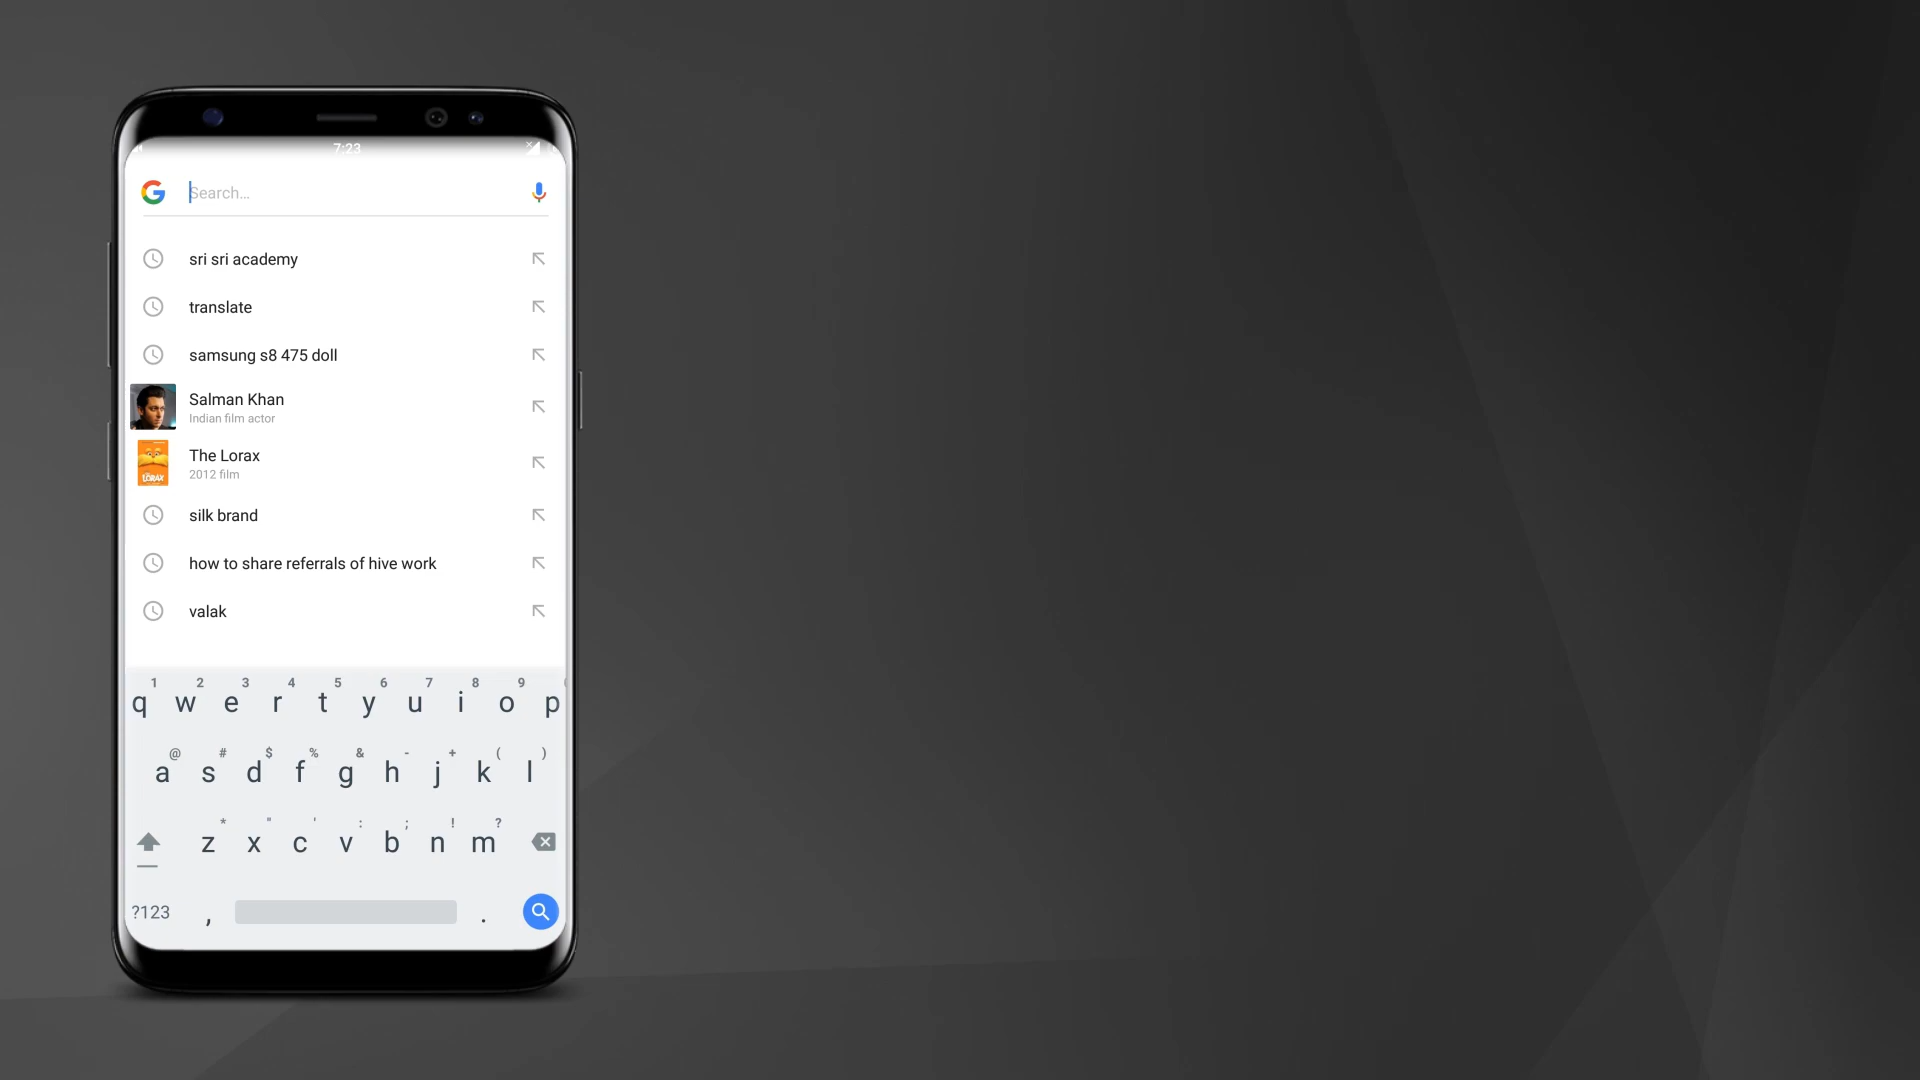 7:23
Search...
sri sri academy
translate
samsung s8 475 doll
Salman Khan
Indian film actor
The Lorax
2012 film
LORAX
silk brand
how to share referrals of hive work
valak
1 2 3 4 5 6 7 8 9
q w e r t y u i o p
@ # $ % & - + ( )
a s d f g h j k l
* " ' : ; ! ?
z x c v b n m
?123 , .